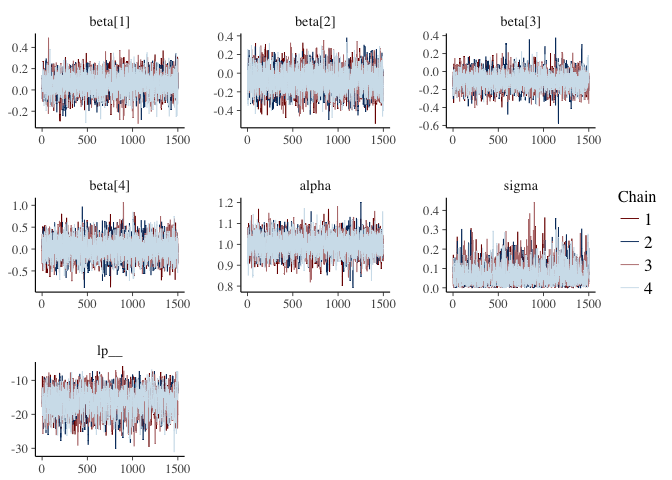 beta[1] beta[2] beta[3]
0.4 0.2 0.0 -0.2
0 500 1000 1500
0.4 0.2 0.0 -0.2 -0.4
0 500 1000 1500
0.4 0.2 0.0 -0.2 -0.4 -0.6
0 500 1000 1500
beta[4] alpha sigma
1.0 0.5 0.0 -0.5
0 500 1000 1500
1.2 1.1 1.0 0.9 0.8
0 500 1000 1500
0.4 0.3 0.2 0.1 0.0
0 500 1000 1500
Chain
1
2
3
4
lp__
-10 -20 -30
0 500 1000 1500